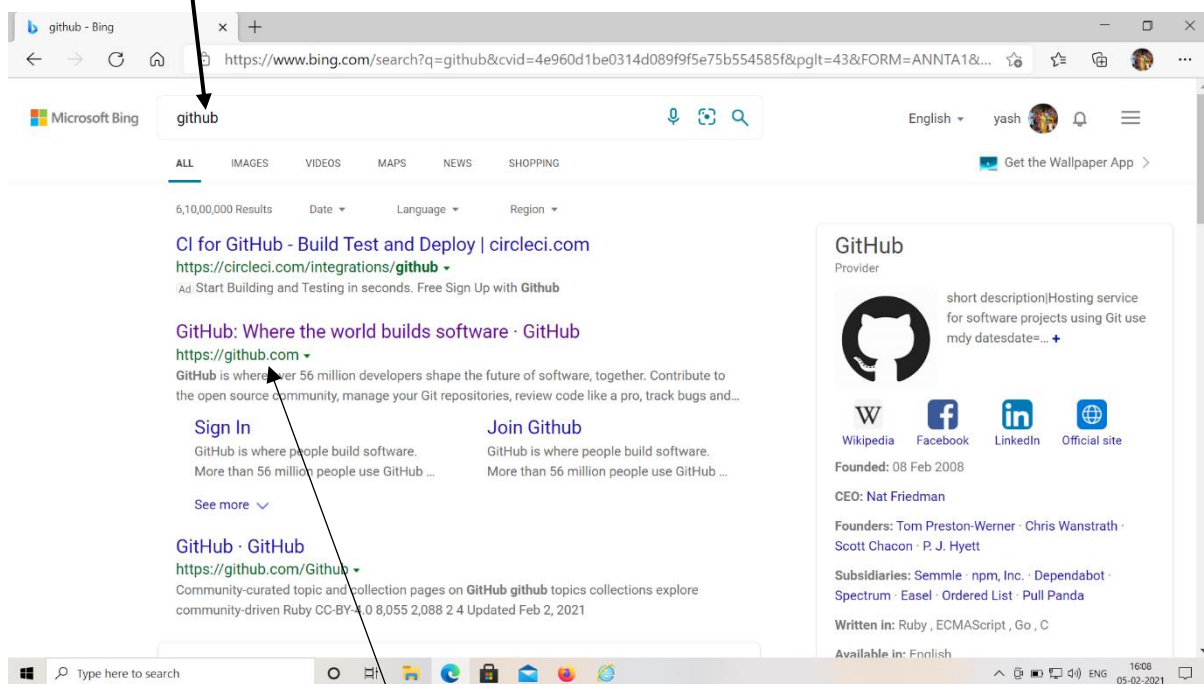 github - Bing
https://www.bing.com/search?q=github&cvid=4e960d1be0314d089f9f5e75b554585f&pglt=43&FORM=ANNTA1&...
Microsoft Bing
github
English
yash
ALL IMAGES VIDEOS MAPS NEWS SHOPPING
Get the Wallpaper App
6,10,00,000 Results Date Language Region
CI for GitHub - Build Test and Deploy | circleci.com
https://circleci.com/integrations/github
Ad Start Building and Testing in seconds. Free Sign Up with Github
GitHub: Where the world builds software · GitHub
https://github.com
GitHub is where over 56 million developers shape the future of software, together. Contribute to
the open source community, manage your Git repositories, review code like a pro, track bugs and...
Sign In
GitHub is where people build software.
More than 56 million people use GitHub ...
Join Github
GitHub is where people build software.
More than 56 million people use GitHub ...
See more
GitHub · GitHub
https://github.com/Github
Community-curated topic and collection pages on GitHub github topics collections explore
community-driven Ruby CC-BY-4.0 8,055 2,088 2 4 Updated Feb 2, 2021
GitHub
Provider
short description|Hosting service
for software projects using Git use
mdy datesdate=... +
W
Wikipedia Facebook LinkedIn Official site
Founded: 08 Feb 2008
CEO: Nat Friedman
Founders: Tom Preston-Werner · Chris Wanstrath ·
Scott Chacon · P. J. Hyett
Subsidiaries: Semmle · npm, Inc. · Dependabot ·
Spectrum · Easel · Ordered List · Pull Panda
Written in: Ruby , ECMAScript , Go , C
Available in: English
Type here to search
ENG
16:08
05-02-2021